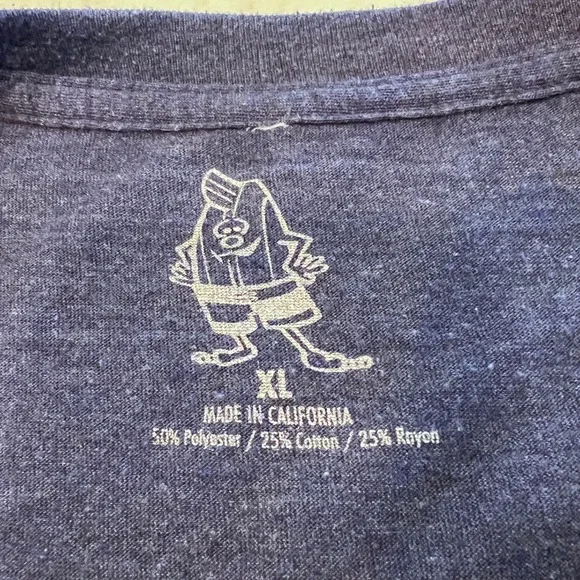 XL
MADE IN CALIFORNIA
50% Polyester / 25% Cotton / 25% Rayon